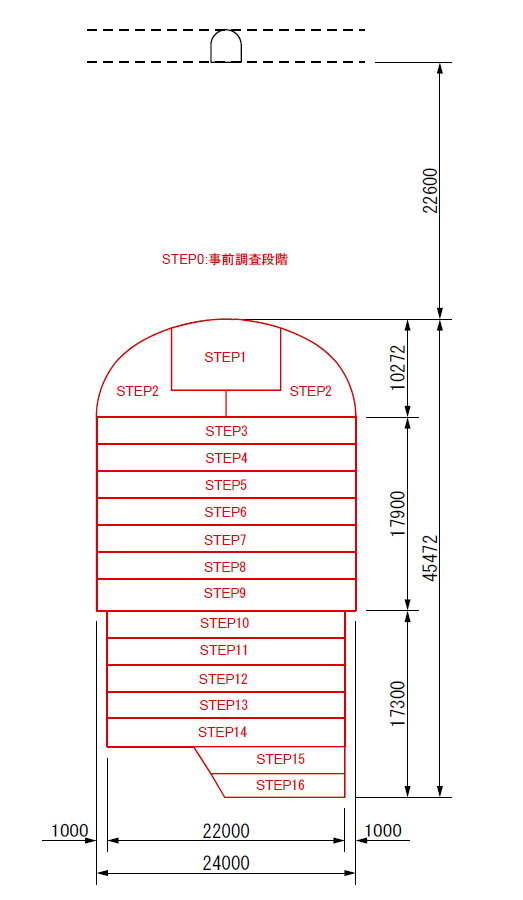 22600
STEP0:事前調査段階
STEP1
10272
STEP2
STEP2
STEP3
STEP4
STEP5
17900
STEP6
STEP7
45472
STEP8
STEP9
STEP10
STEP11
STEP12
17300
STEP13
STEP14
STEP15
STEP16
1000
22000
1000
24000